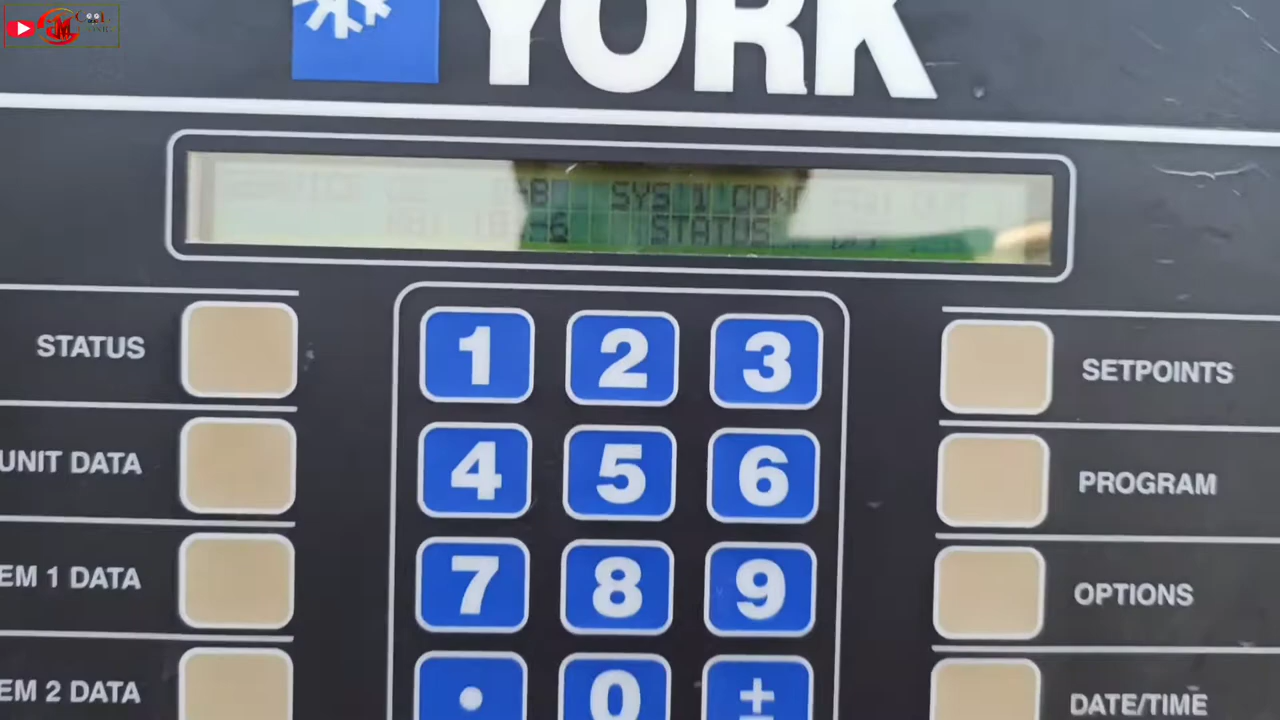 YORK
SYS 1
STATUS
STATUS
SETPOINTS
UNIT DATA
PROGRAM
EM 1 DATA
OPTIONS
EM 2 DATA
DATE/TIME
1 2 3
4 5 6
7 8 9
· 0 ±